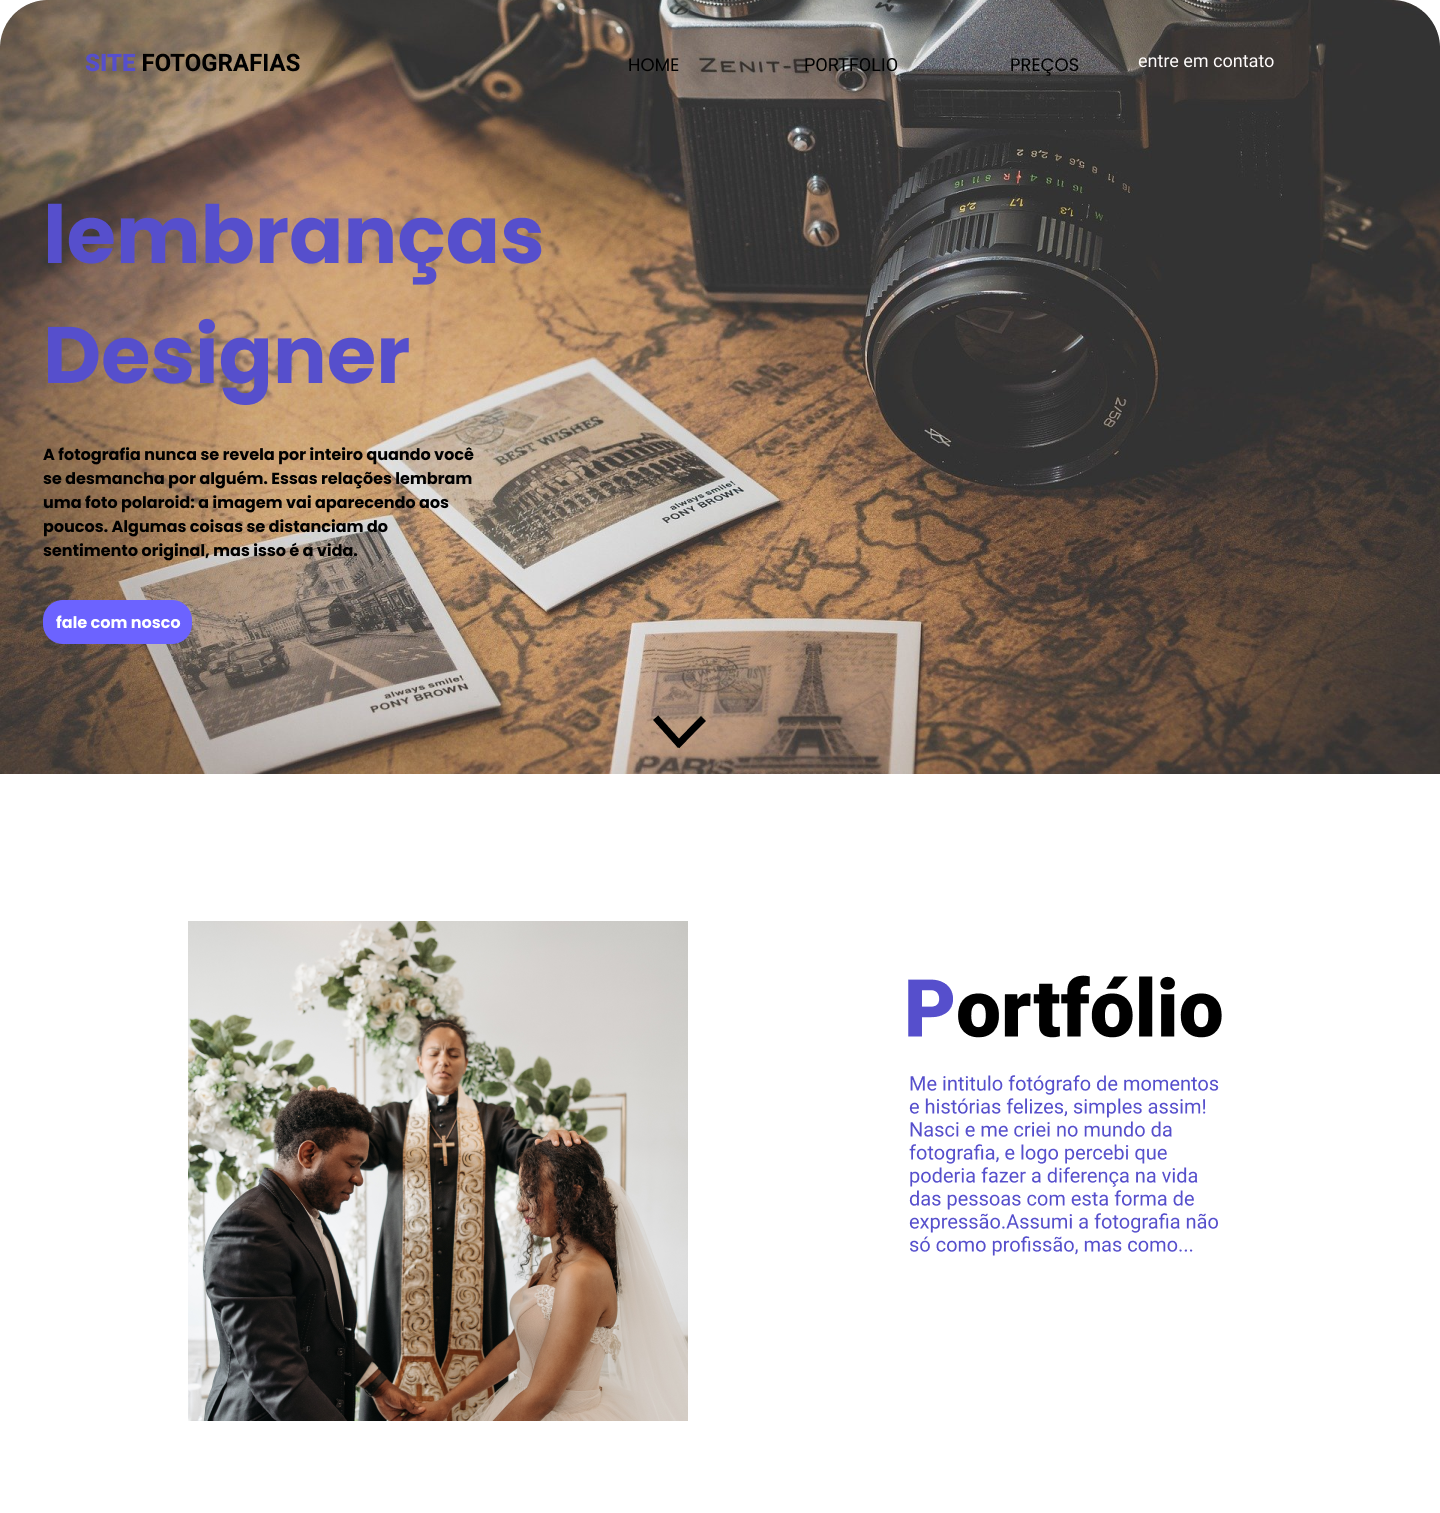 SITE FOTOGRAFIAS
HOME
PORTFOLIO
PREÇOS
entre em contato
ZENIT-E
lembranças
Designer
A fotografia nunca se revela por inteiro quando você
se desmancha por alguém. Essas relações lembram
uma foto polaroid: a imagem vai aparecendo aos
poucos. Algumas coisas se distanciam do
sentimento original, mas isso é a vida.
fale com nosco
BEST WISHES
always smile!
PONY BROWN
always smile!
PONY BROWN
PARIS
2/58
Portfólio
Me intitulo fotógrafo de momentos
e histórias felizes, simples assim!
Nasci e me criei no mundo da
fotografia, e logo percebi que
poderia fazer a diferença na vida
das pessoas com esta forma de
expressão.Assumi a fotografia não
só como profissão, mas como...